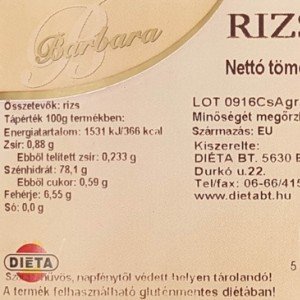 Barbara
RIZS
Nettó töme
Összetevők: rizs
Tápérték 100g termékben:
Energiatartalom: 1531 kJ/366 kcal
Zsír: 0,88 g
Ebből telített zsír: 0,233 g
Szénhidrát: 78,1 g
Ebből cukor: 0,59 g
Fehérje: 6,55 g
Só: 0,0 g
LOT 0916CsAgr
Minőségét megőrz
Származás: EU
Kiszerelte:
DIÉTA BT. 5630 B
Durkó u.22.
Tel/fax: 06-66/415
www.dietabt.hu
DIÉTA
5
hűvös, napfénytől védett helyen tárolandó!
A termék felhasználható gluténmentes diétában!